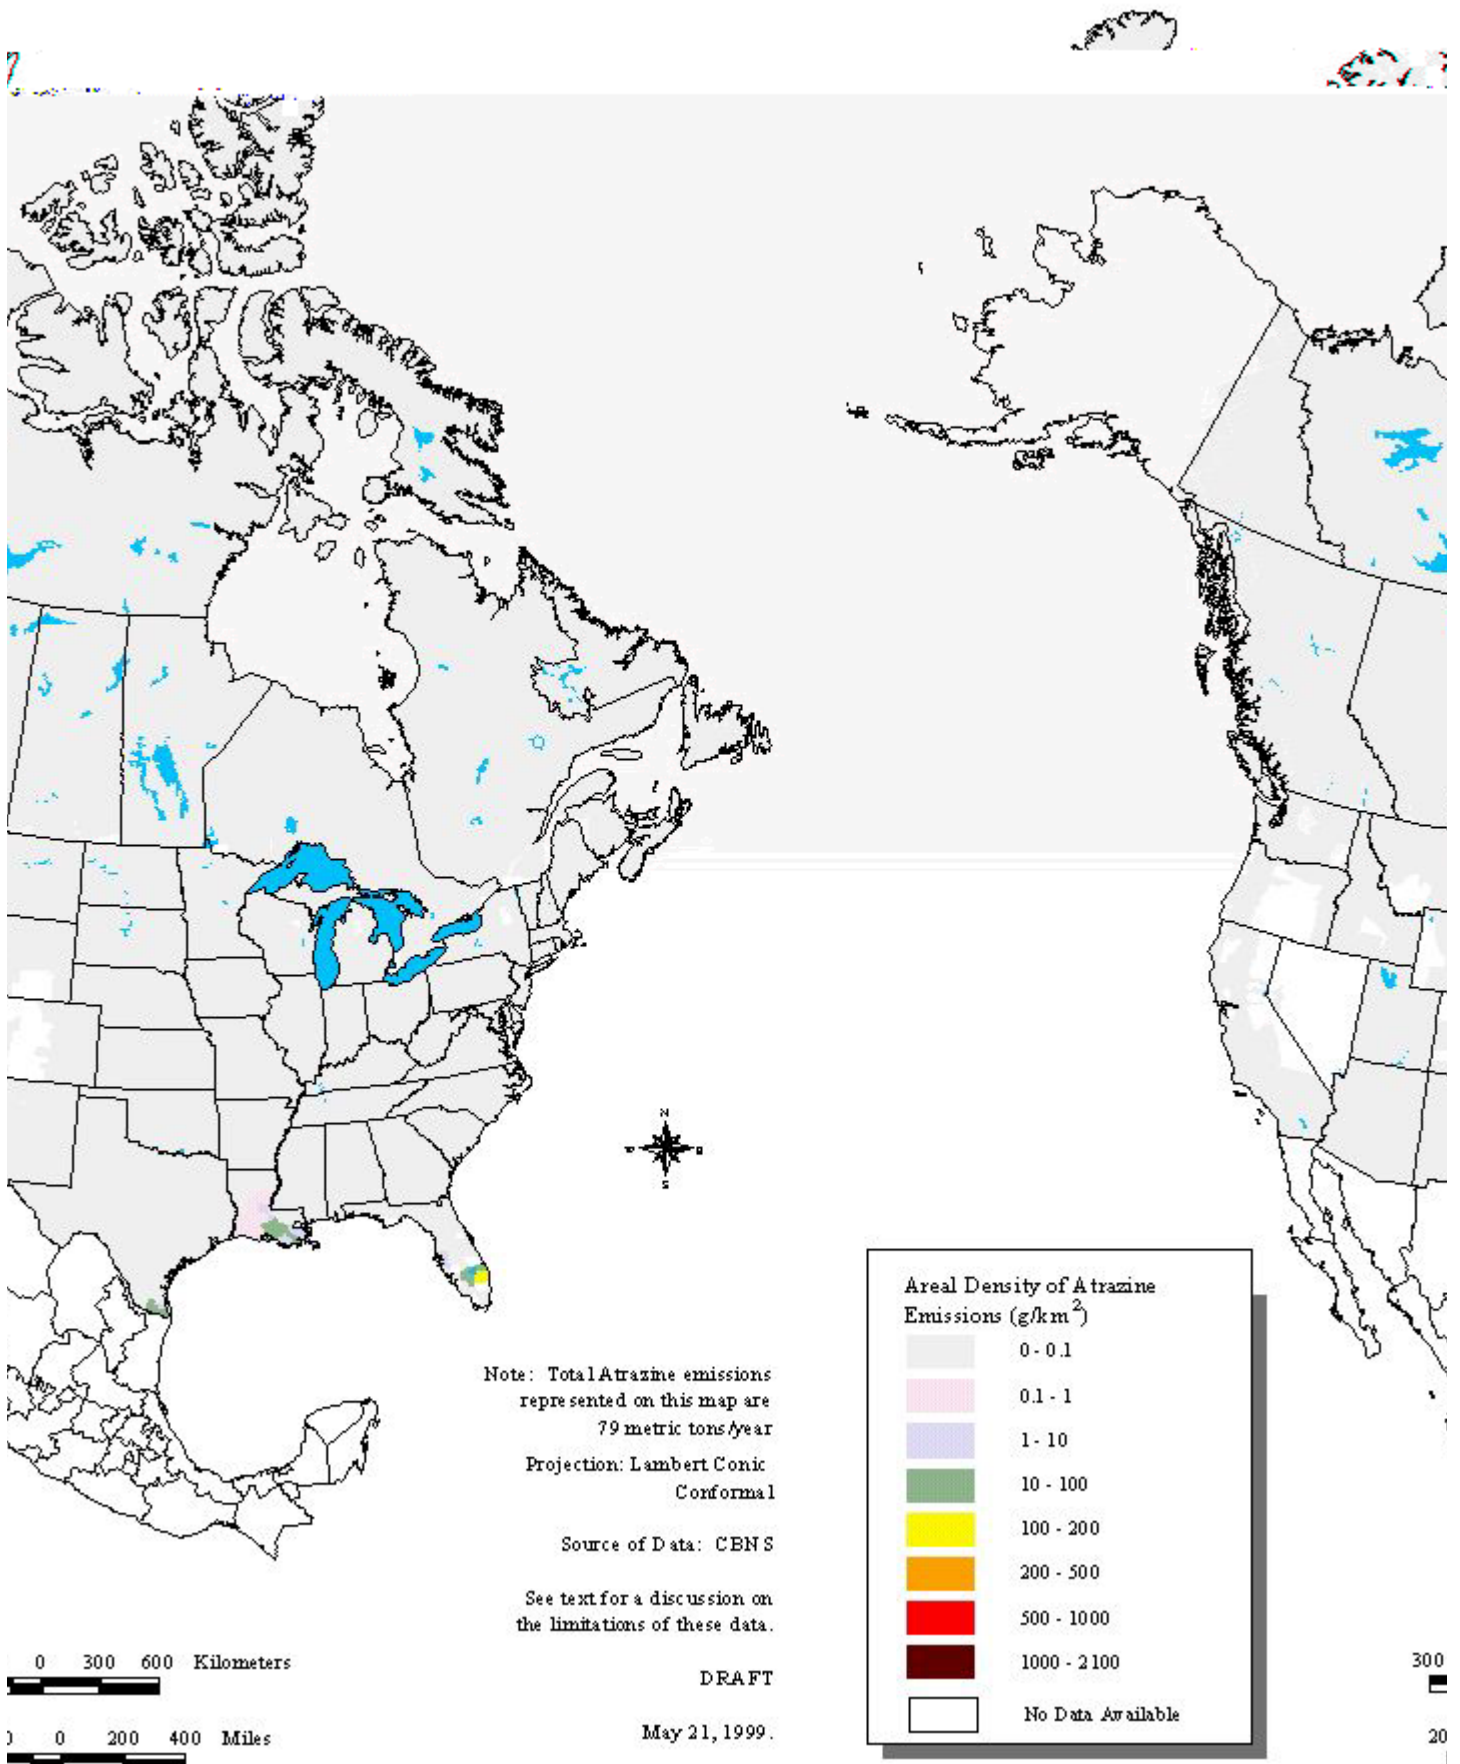 N
S
Note: Total Atrazine emissions
represented on this map are
79 metric tons/year
Projection: Lambert Conic
Conformal
Source of Data: CBNS
See text for a discussion on
the limitations of these data.
DRAFT
May 21, 1999.
0 300 600 Kilometers
0 200 400 Miles
Areal Density of Atrazine
Emissions (g/km²)
0 - 0.1
0.1 - 1
1 - 10
10 - 100
100 - 200
200 - 500
500 - 1000
1000 - 2100
No Data Available
300
20